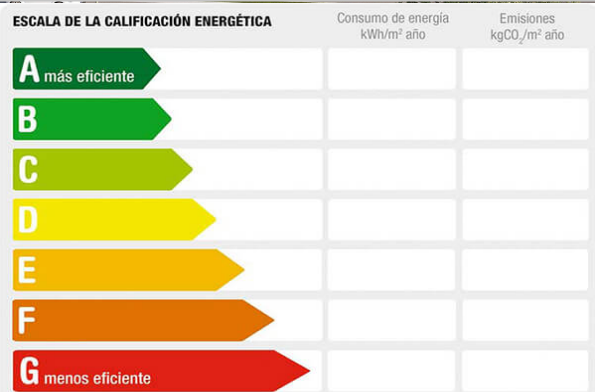 ESCALA DE LA CALIFICACIÓN ENERGÉTICA
Consumo de energía
kWh/m² año
Emisiones
kgCO₂/m² año
A más eficiente
B
C
D
E
F
G menos eficiente